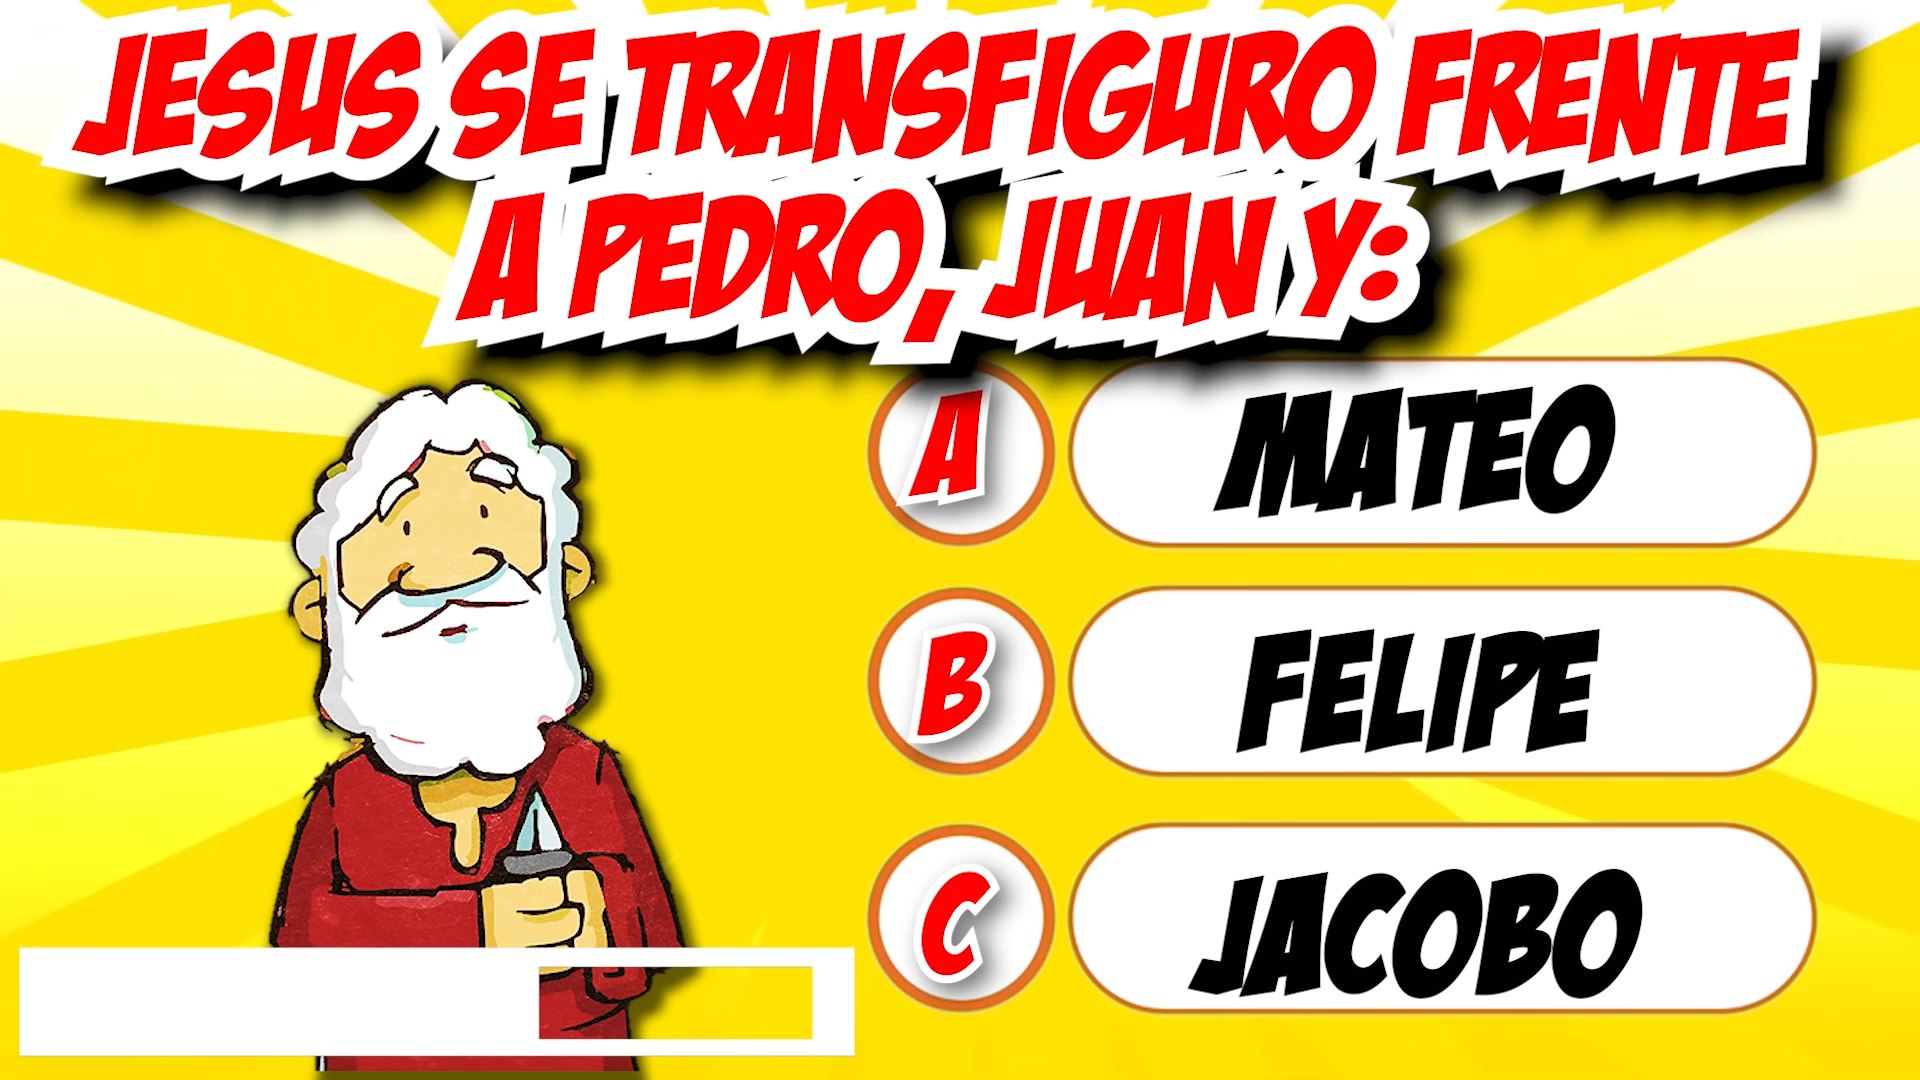 JESUS SE TRANSFIGURO FRENTE
A PEDRO, JUAN Y:
A MATEO
B FELIPE
C JACOBO